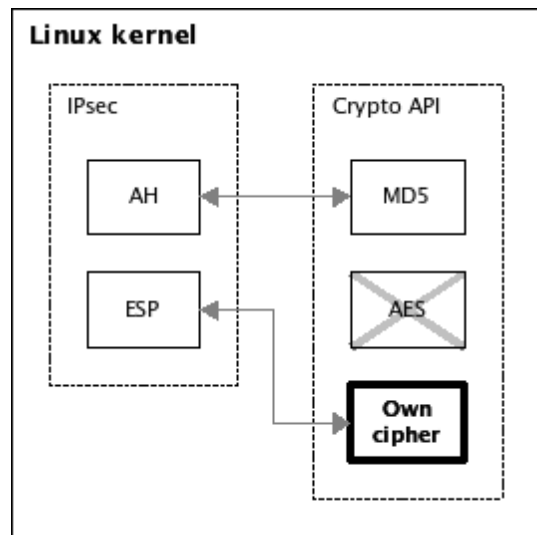 Linux kernel
IPsec
Crypto API
AH
MD5
ESP
AES
Own
cipher